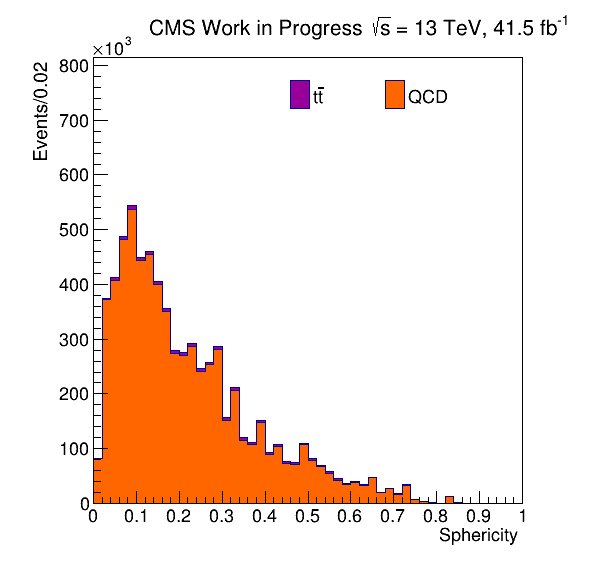 CMS Work in Progress √s = 13 TeV, 41.5 fb⁻¹
×10³
Events/0.02
800
700
600
500
400
300
200
100
0
tt̄
QCD
0 0.1 0.2 0.3 0.4 0.5 0.6 0.7 0.8 0.9 1
Sphericity